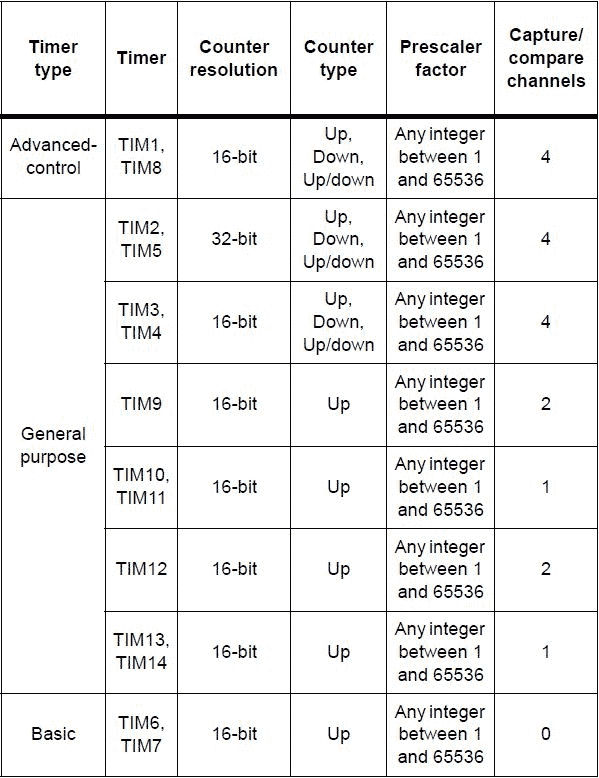 Timer type
Timer
Counter resolution
Counter type
Prescaler factor
Capture/ compare channels
Advanced-control
TIM1, TIM8
16-bit
Up, Down, Up/down
Any integer between 1 and 65536
4
General purpose
TIM2, TIM5
32-bit
Up, Down, Up/down
Any integer between 1 and 65536
4
TIM3, TIM4
16-bit
Up, Down, Up/down
Any integer between 1 and 65536
4
TIM9
16-bit
Up
Any integer between 1 and 65536
2
TIM10, TIM11
16-bit
Up
Any integer between 1 and 65536
1
TIM12
16-bit
Up
Any integer between 1 and 65536
2
TIM13, TIM14
16-bit
Up
Any integer between 1 and 65536
1
Basic
TIM6, TIM7
16-bit
Up
Any integer between 1 and 65536
0